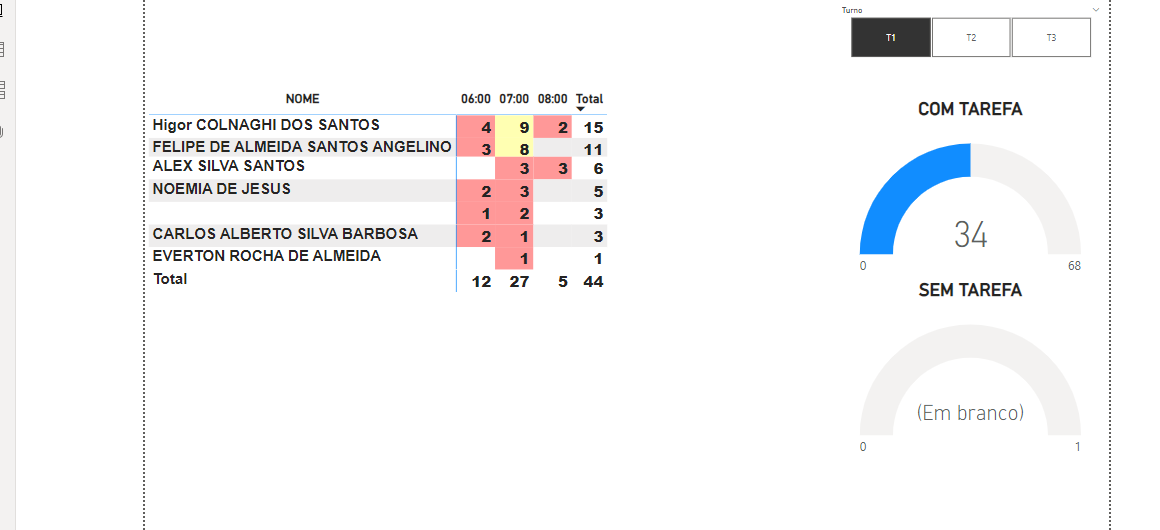 Turno
T1 T2 T3
NOME 06:00 07:00 08:00 Total
Higor COLNAGHI DOS SANTOS 4 9 2 15
FELIPE DE ALMEIDA SANTOS ANGELINO 3 8 11
ALEX SILVA SANTOS 3 3 6
NOEMIA DE JESUS 2 3 5
1 2 3
CARLOS ALBERTO SILVA BARBOSA 2 1 3
EVERTON ROCHA DE ALMEIDA 1 1
Total 12 27 5 44
COM TAREFA
34
0 68
SEM TAREFA
(Em branco)
0 1